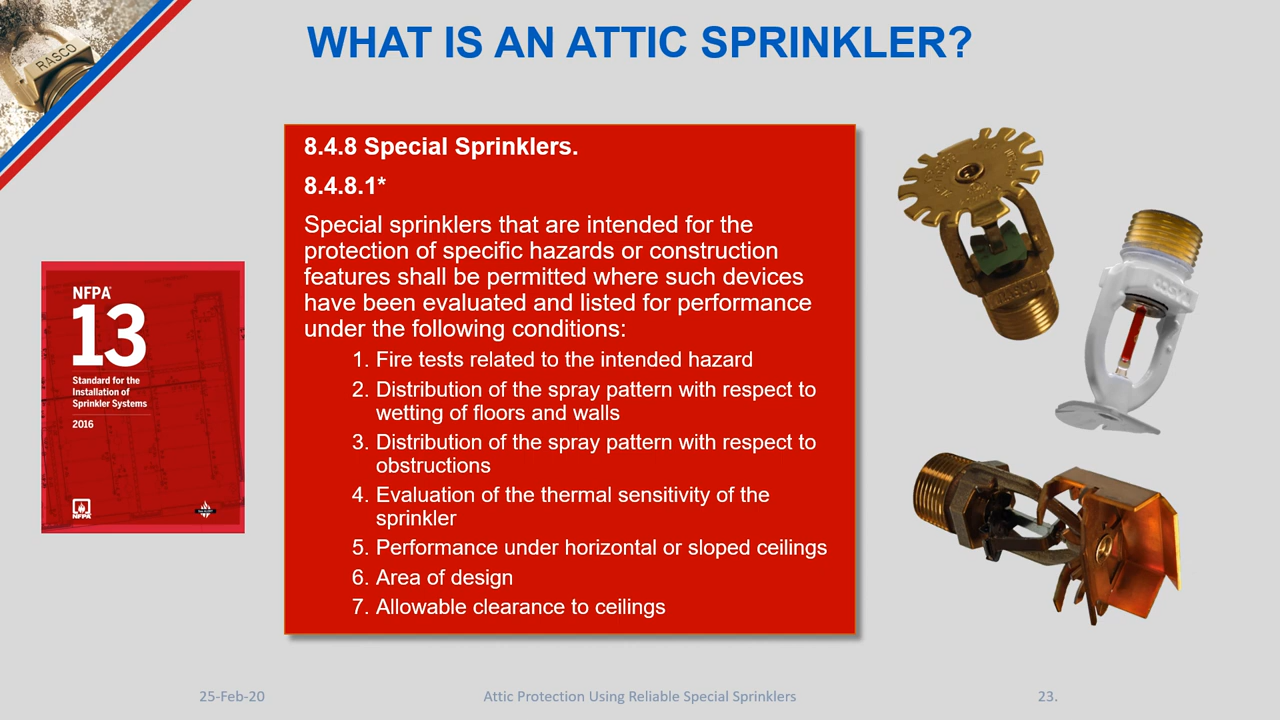 RASCO
WHAT IS AN ATTIC SPRINKLER?
NFPA
13
Standard for the
Installation of
Sprinkler Systems
2016
NFPA
8.4.8 Special Sprinklers.
8.4.8.1*
Special sprinklers that are intended for the
protection of specific hazards or construction
features shall be permitted where such devices
have been evaluated and listed for performance
under the following conditions:
1. Fire tests related to the intended hazard
2. Distribution of the spray pattern with respect to
wetting of floors and walls
3. Distribution of the spray pattern with respect to
obstructions
4. Evaluation of the thermal sensitivity of the
sprinkler
5. Performance under horizontal or sloped ceilings
6. Area of design
7. Allowable clearance to ceilings
25-Feb-20
Attic Protection Using Reliable Special Sprinklers
23.